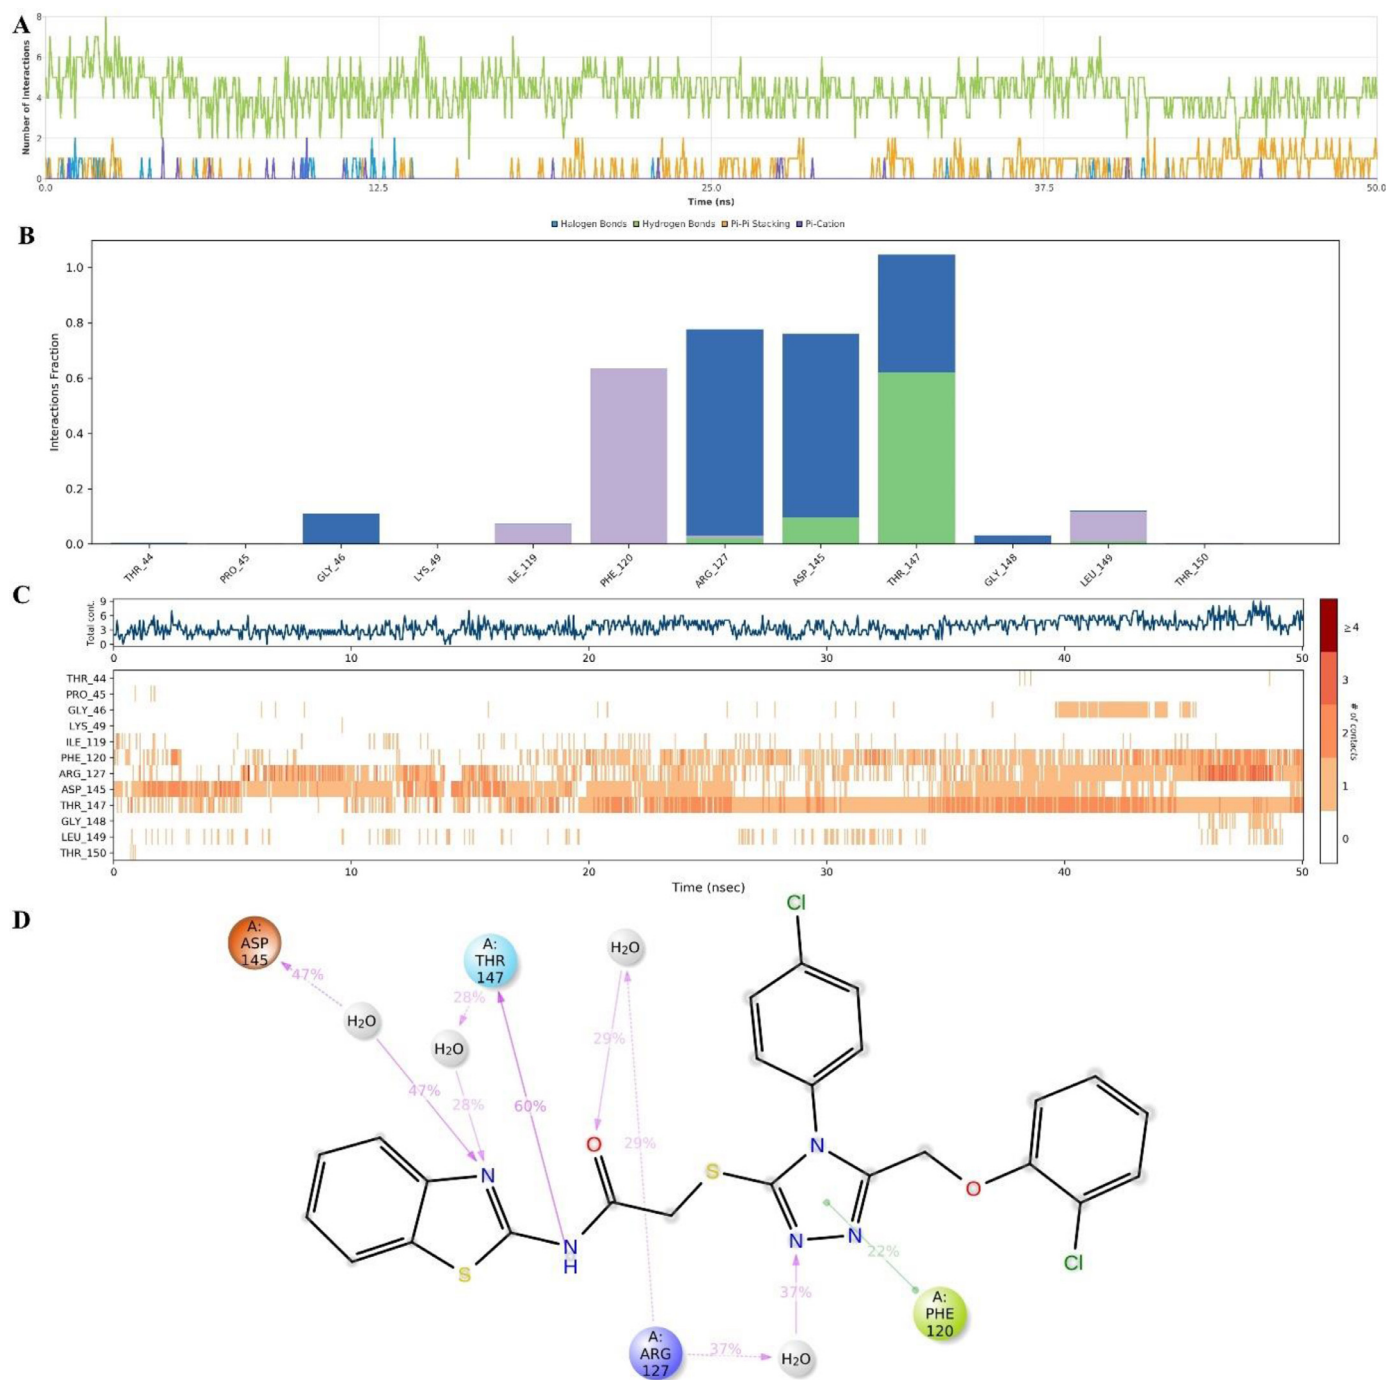 A
Number of Interactions
8
6
4
2
0
0.0 12.5 25.0 37.5 50.0
Time (ns)
Halogen Bonds Hydrogen Bonds Pi-Pi Stacking Pi-Cation
B
Interactions Fraction
1.0
0.8
0.6
0.4
0.2
0.0
THR_44 PRO_45 GLY_46 LYS_49 ILE_119 PHE_120 ARG_127 ASP_145 THR_147 GLY_148 LEU_149 THR_150
C
Total cont.
9
6
3
0
0 10 20 30 40 50
THR_44
PRO_45
GLY_46
LYS_49
ILE_119
PHE_120
ARG_127
ASP_145
THR_147
GLY_148
LEU_149
THR_150
0 10 20 30 40 50
Time (nsec)
≥4
3
2
1
0
# of contacts
D
A:
ASP
145
A:
THR
147
H₂O
Cl
47%
28%
H₂O
H₂O
29%
47%
28%
60%
29%
O
N
N
S
S
N
H
N
N
O
Cl
22%
37%
A:
PHE
120
A:
ARG
127
37%
H₂O